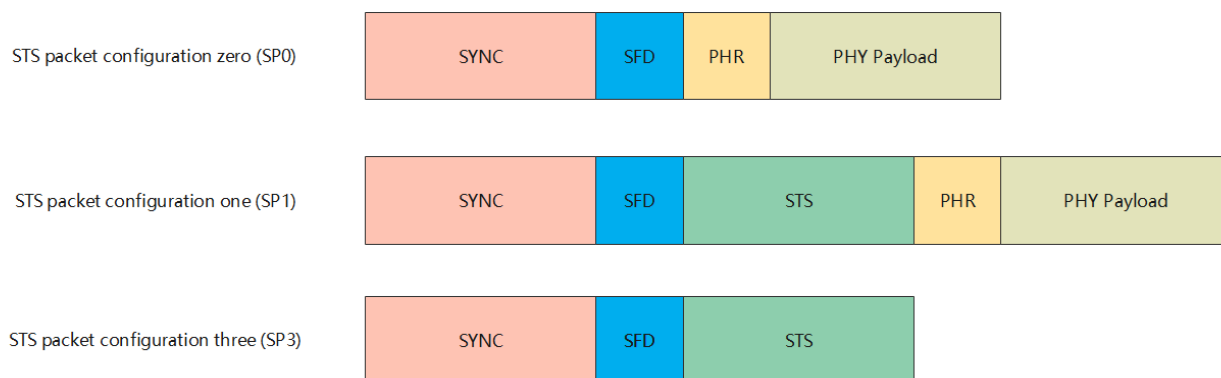 STS packet configuration zero (SP0) SYNC SFD PHR PHY Payload
STS packet configuration one (SP1) SYNC SFD STS PHR PHY Payload
STS packet configuration three (SP3) SYNC SFD STS